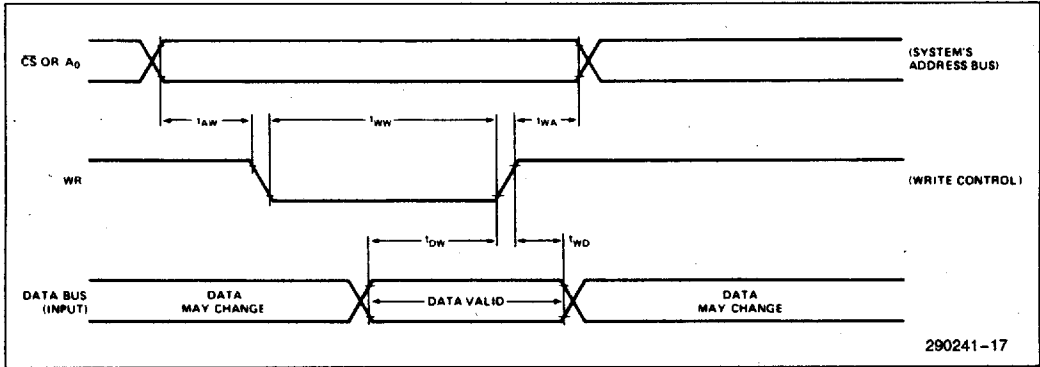 C̅S̅ OR A₀
(SYSTEM'S
ADDRESS BUS)
tAW
tWW
tWA
WR
(WRITE CONTROL)
tDW
tWD
DATA BUS
(INPUT)
DATA
MAY CHANGE
DATA VALID
DATA
MAY CHANGE
290241-17